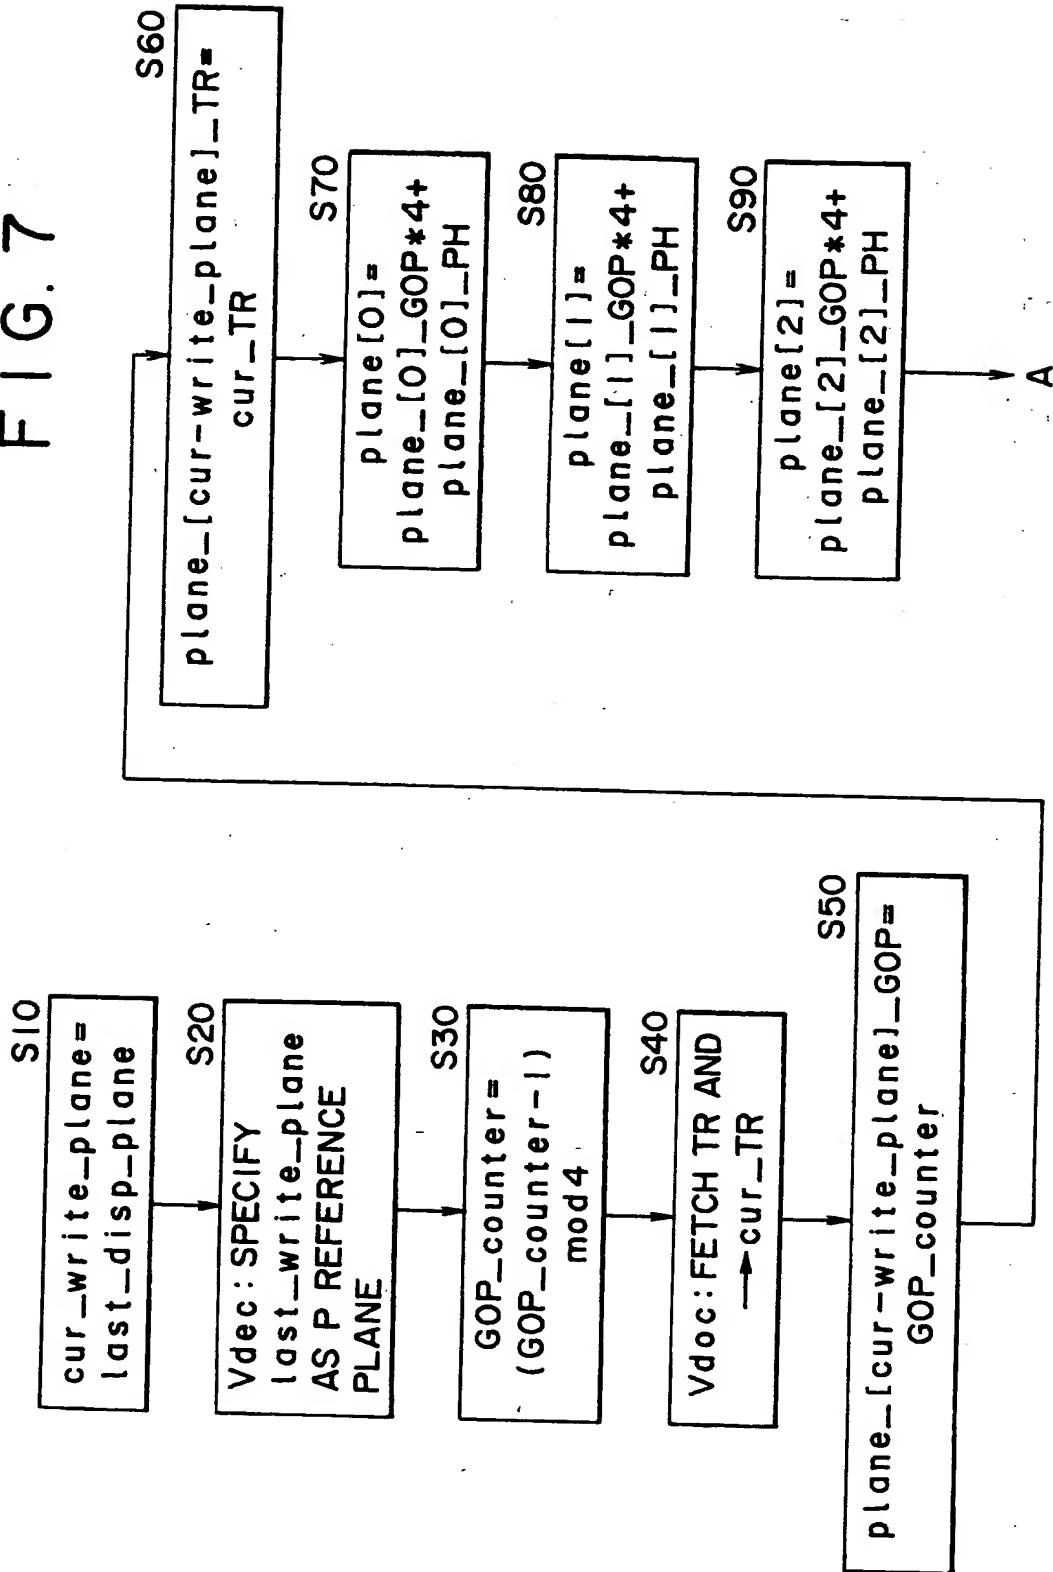 FIG. 7
S10
cur_write_plane=
last_disp_plane
S20
Vdec:SPECIFY
last_write_plane
AS P REFERENCE
PLANE
S30
GOP_counter=
(GOP_counter-1)
mod4
S40
Vdoc:FETCH TR AND
→cur_TR
S50
plane_[cur-write_plane]_GOP=
GOP_counter
S60
plane_[cur-write_plane]_TR=
cur_TR
S70
plane[0]=
plane_[0]_GOP*4+
plane_[0]_PH
S80
plane[1]=
plane_[1]_GOP*4+
plane_[1]_PH
S90
plane[2]=
plane_[2]_GOP*4+
plane_[2]_PH
A